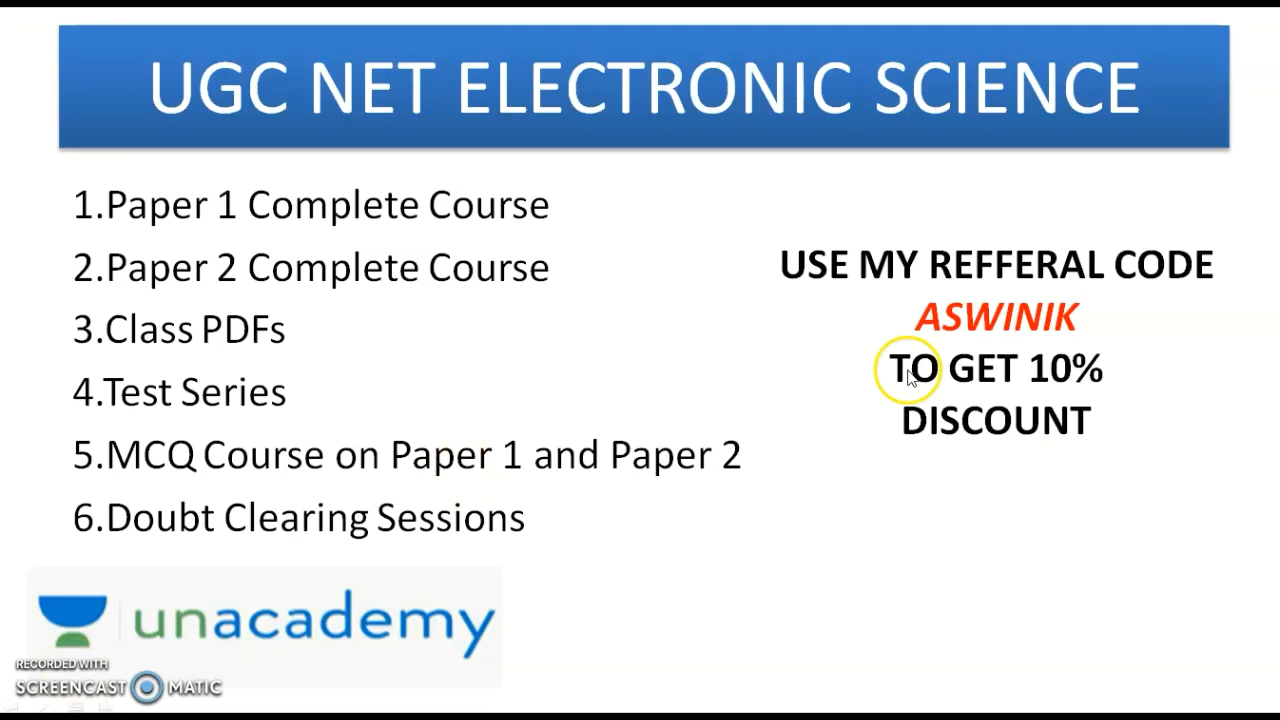 UGC NET ELECTRONIC SCIENCE
1.Paper 1 Complete Course
2.Paper 2 Complete Course
3.Class PDFs
4.Test Series
5.MCQ Course on Paper 1 and Paper 2
6.Doubt Clearing Sessions
USE MY REFFERAL CODE
ASWINIK
TO GET 10%
DISCOUNT
unacademy
RECORDED WITH
SCREENCAST MATIC